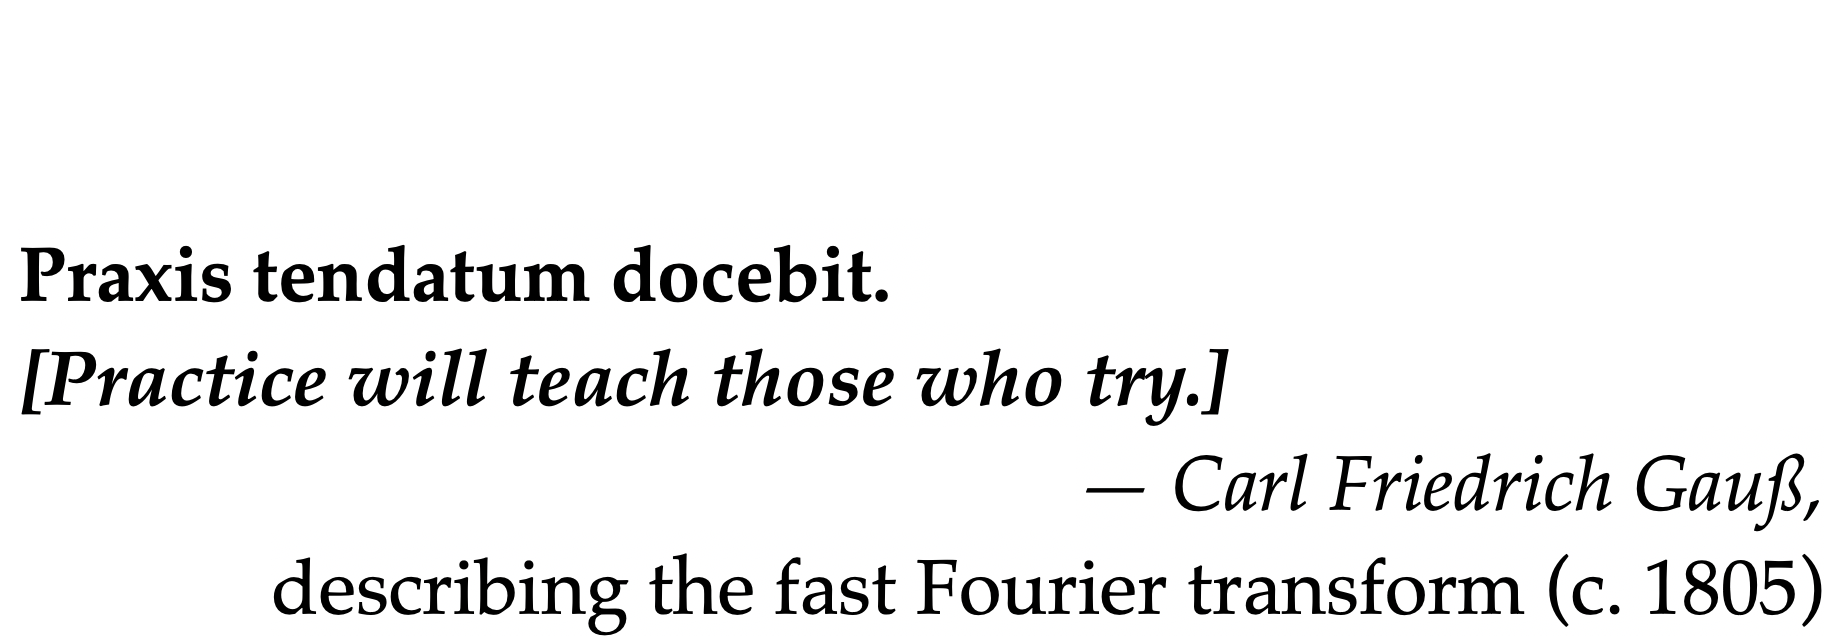 Praxis tendatum docebit.
[Practice will teach those who try.]
— Carl Friedrich Gauß,
describing the fast Fourier transform (c. 1805)